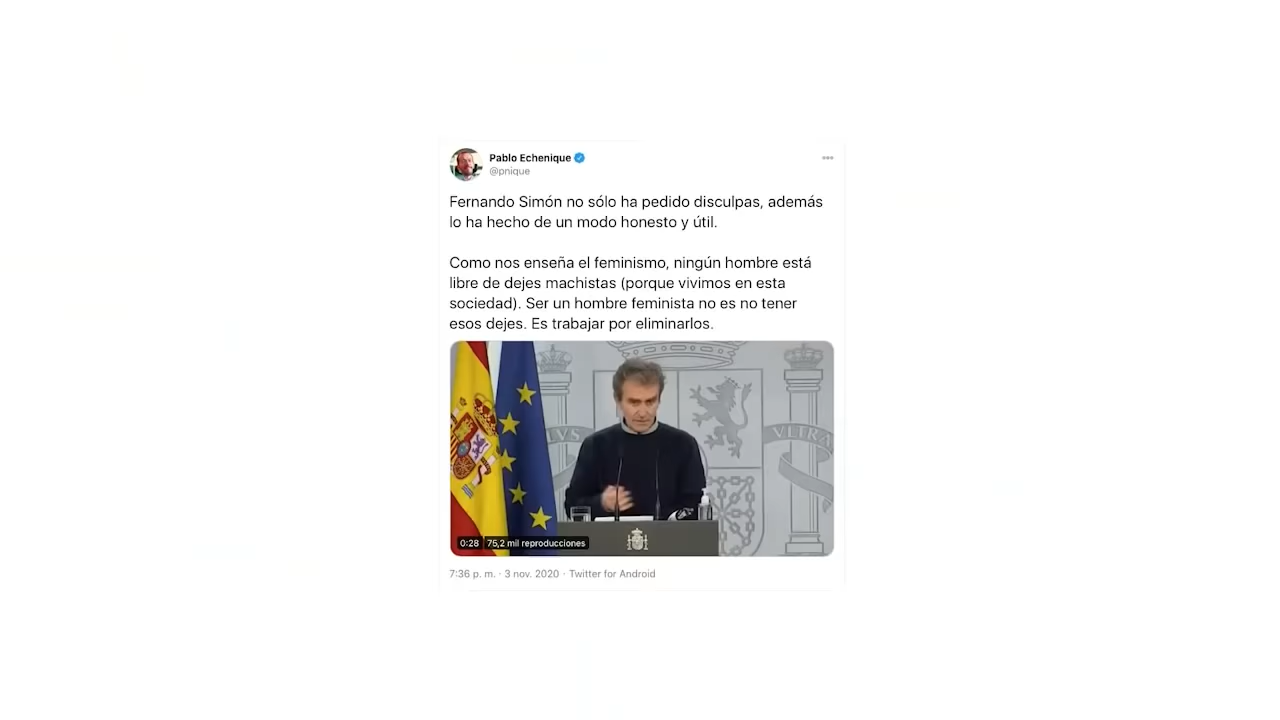 Pablo Echenique
@pnique
Fernando Simón no sólo ha pedido disculpas, además
lo ha hecho de un modo honesto y útil.
Como nos enseña el feminismo, ningún hombre está
libre de dejes machistas (porque vivimos en esta
sociedad). Ser un hombre feminista no es no tener
esos dejes. Es trabajar por eliminarlos.
VLTRA
0:28 75,2 mil reproducciones
7:36 p. m. · 3 nov. 2020 · Twitter for Android